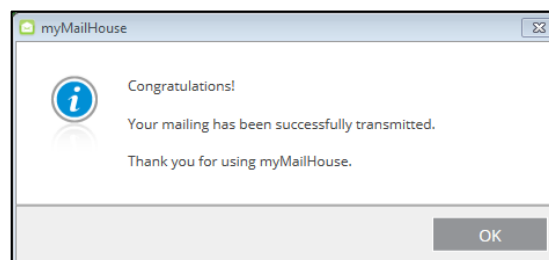 myMailHouse
Congratulations!
Your mailing has been successfully transmitted.
Thank you for using myMailHouse.
OK